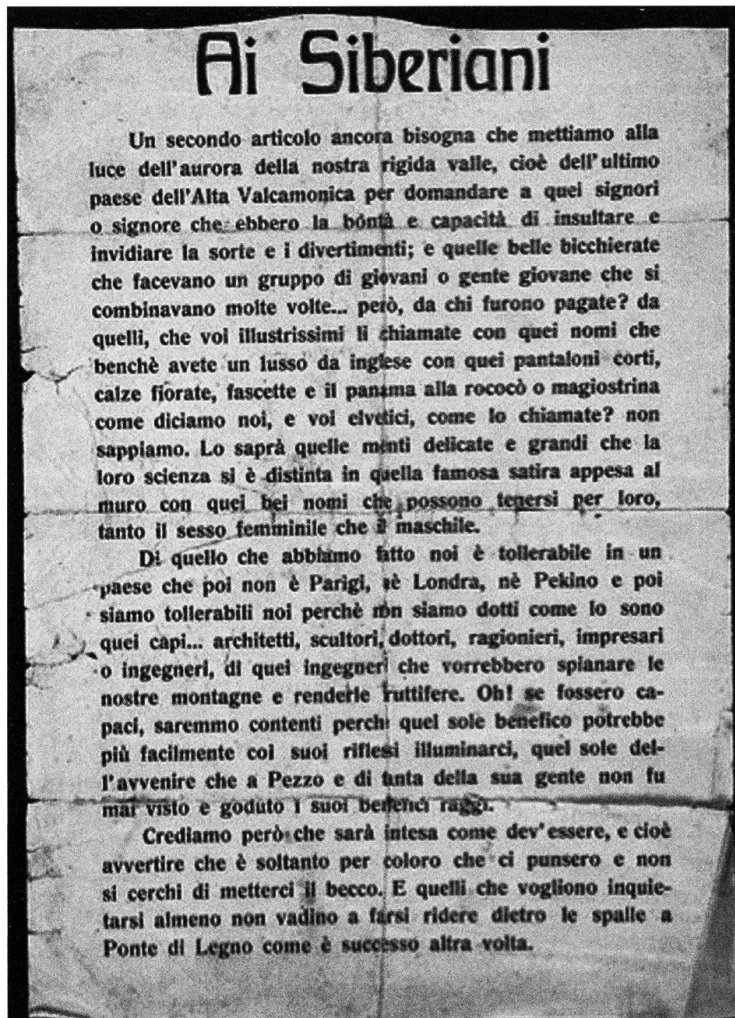 Ai Siberiani
Un secondo articolo ancora bisogna che mettiamo alla
luce dell'aurora della nostra rigida valle, cioè dell'ultimo
paese dell'Alta Valcamonica per domandare a quei signori
o signore che ebbero la bontà e capacità di insultare e
invidiare la sorte e i divertimenti; e quelle belle bicchierate
che facevano un gruppo di giovani o gente giovane che si
combinavano molte volte... però, da chi furono pagate? da
quelli, che voi illustrissimi li chiamate con quei nomi che
benchè avete un lusso da inglese con quei pantaloni corti,
calze fiorate, fascette e il panama alla rococò o magiostrina
come diciamo noi, e voi elvetici, come lo chiamate? non
sappiamo. Lo saprà quelle menti delicate e grandi che la
loro scienza si è distinta in quella famosa satira appesa al
muro con quei bei nomi che possono tenersi per loro,
tanto il sesso femminile che il maschile.
Di quello che abbiamo fatto noi è tollerabile in un
paese che poi non è Parigi, nè Londra, nè Pekino e poi
siamo tollerabili noi perchè non siamo dotti come lo sono
quei capi... architetti, scultori, dottori, ragionieri, impresari
o ingegneri, di quei ingegneri che vorrebbero spianare le
nostre montagne e renderle fruttifere. Oh! se fossero ca-
paci, saremmo contenti perchè quel sole benefico potrebbe
più facilmente coi suoi riflessi illuminarci, quel sole del-
l'avvenire che a Pezzo e di tanta della sua gente non fu
mai visto e goduto i suoi benefici raggi.
Crediamo però che sarà intesa come dev'essere, e cioè
avvertire che è soltanto per coloro che ci punsero e non
si cerchi di metterci il becco. E quelli che vogliono inquie-
tarsi almeno non vadino a farsi ridere dietro le spalle a
Ponte di Legno come è successo altra volta.